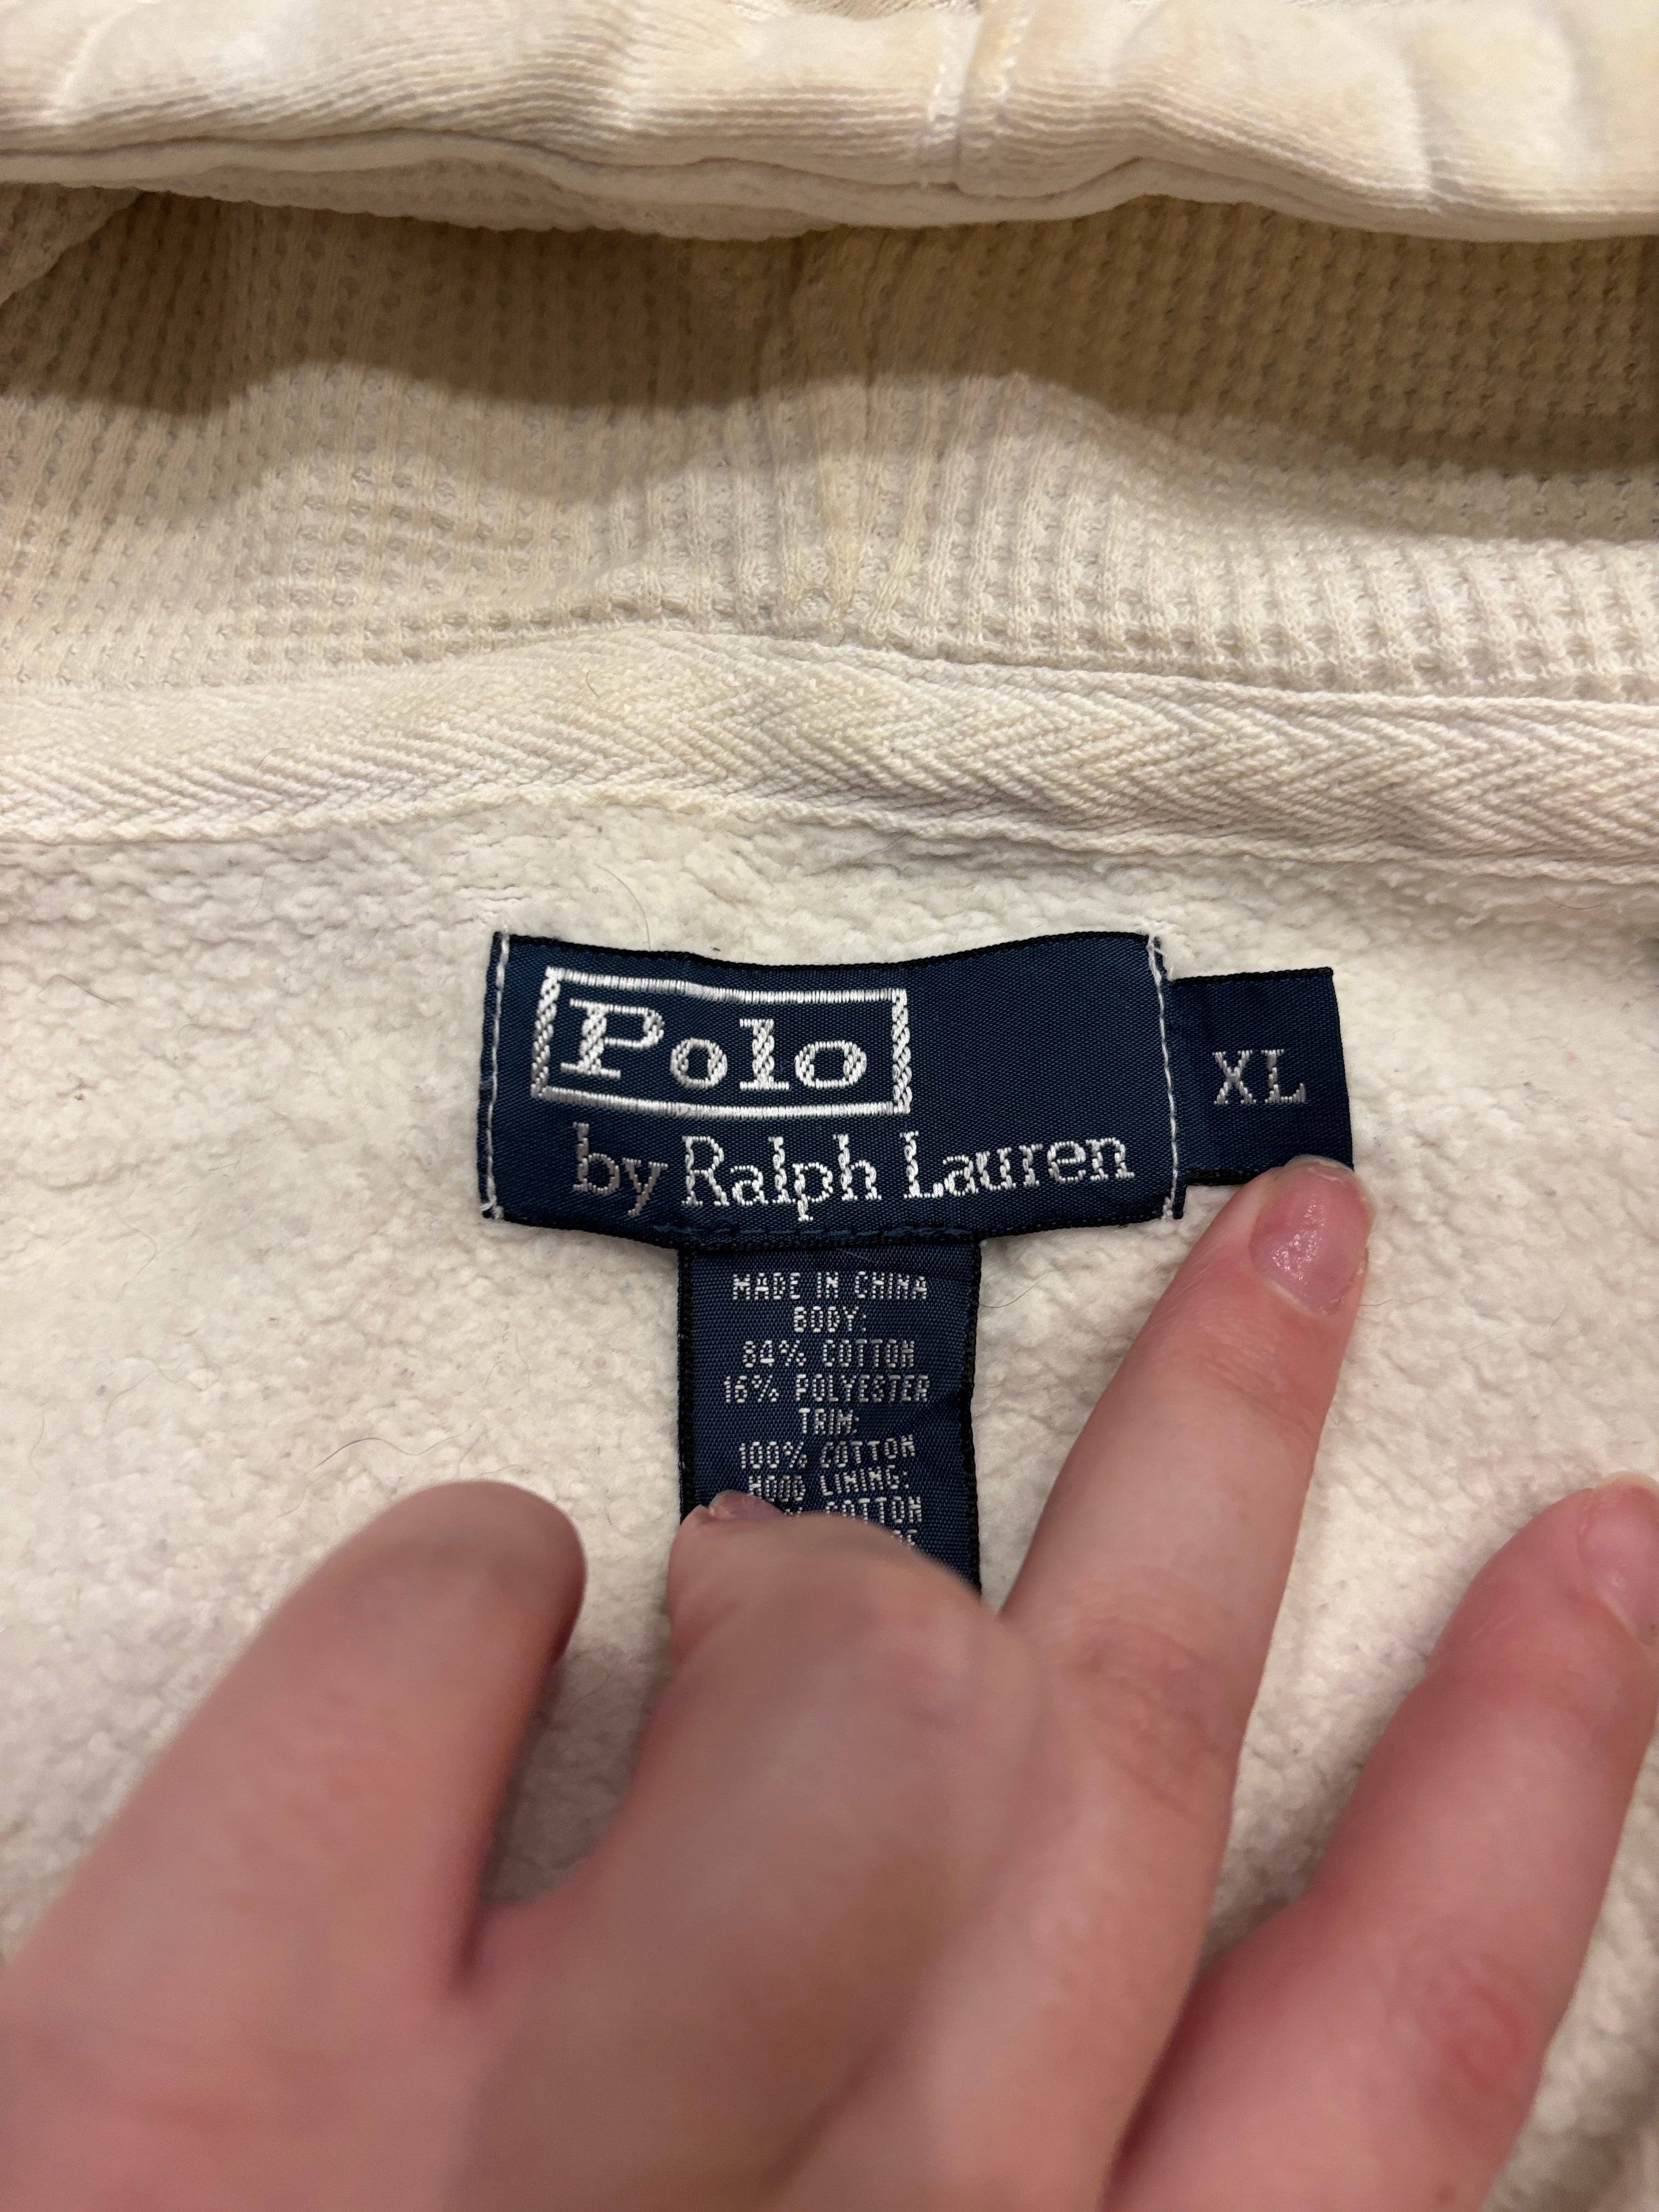 Polo
by Ralph Lauren
XL
MADE IN CHINA
BODY:
84% COTTON
16% POLYESTER
TRIM:
100% COTTON
HOOD LINING:
COTTON